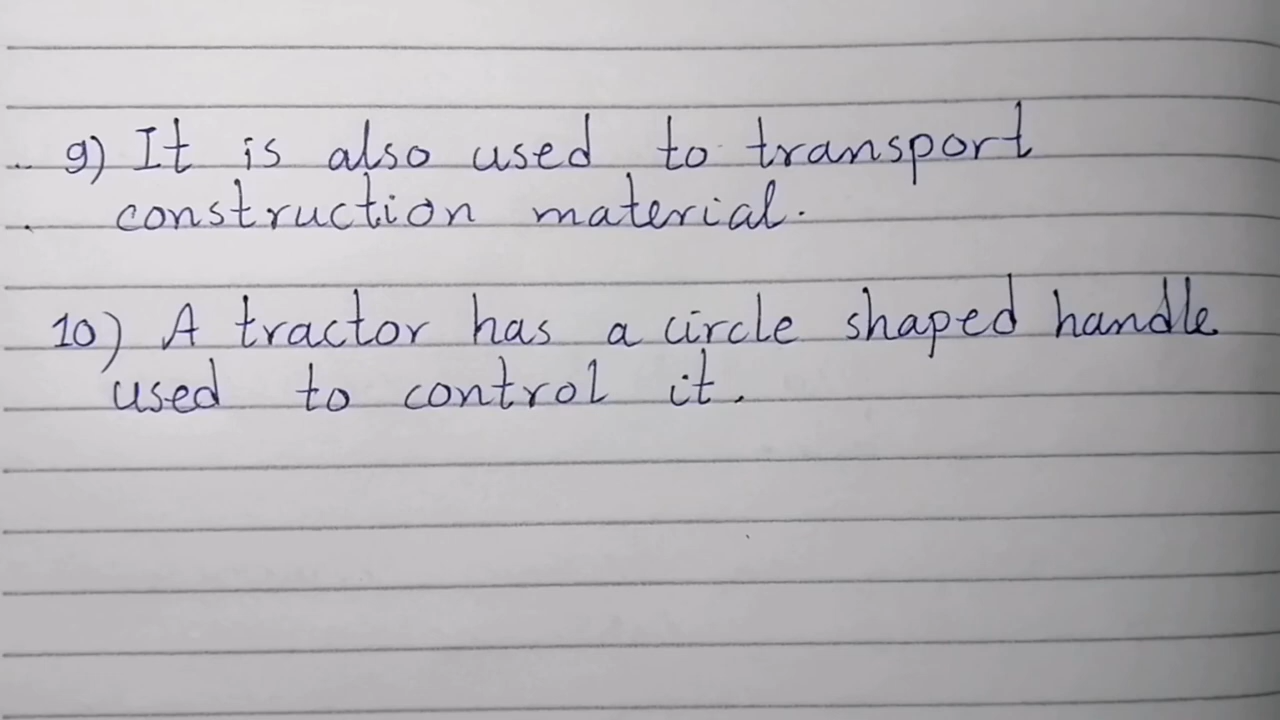 9) It is also used to transport
construction material.
10) A tractor has a circle shaped handle
used to control it.